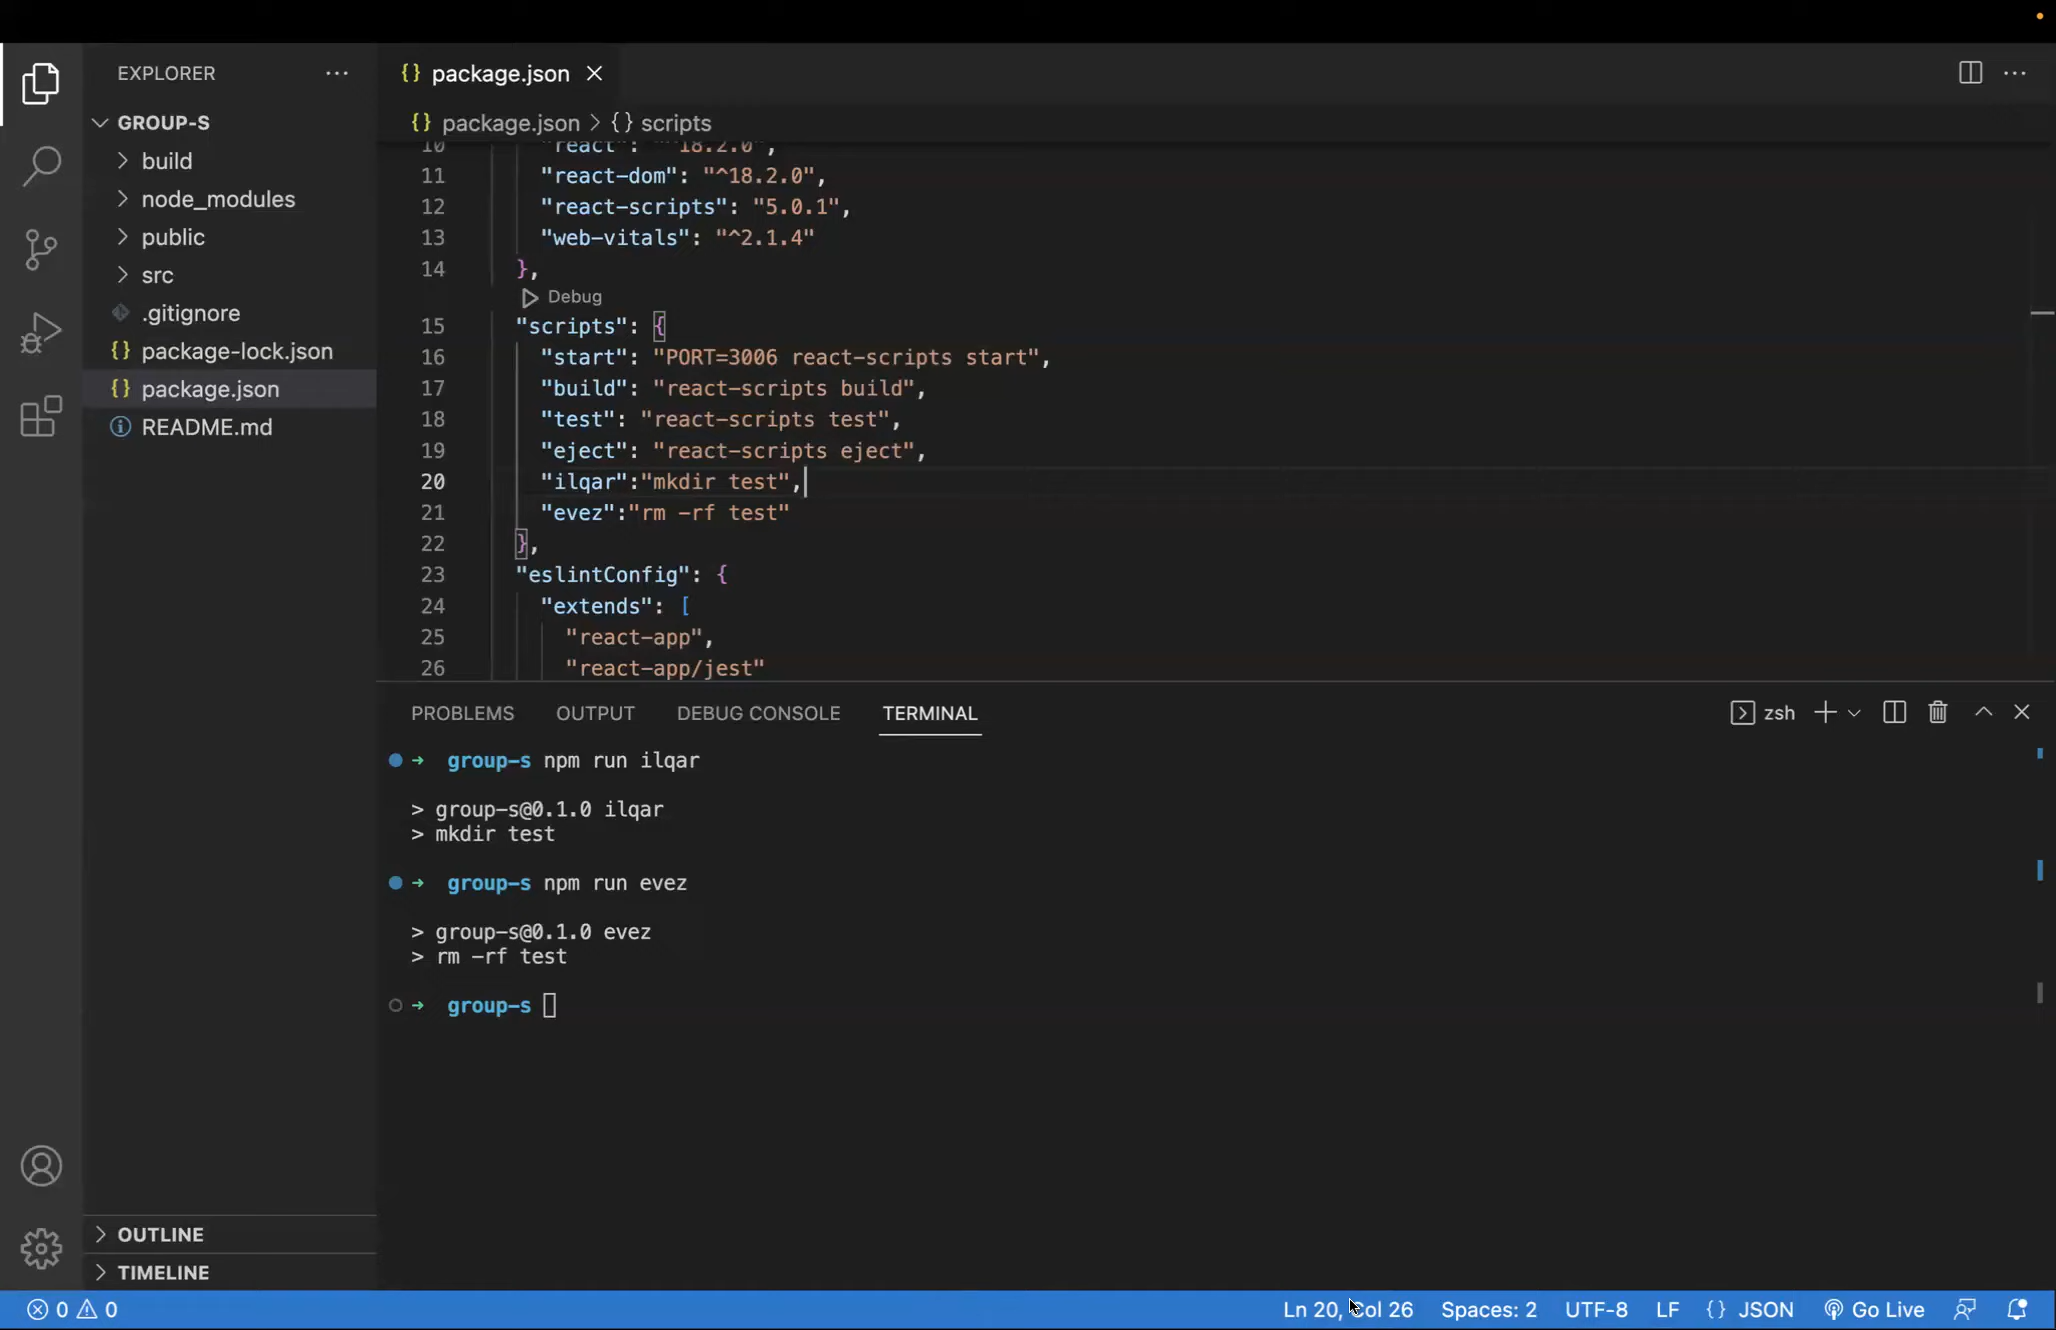 EXPLORER
GROUP-S
build
node_modules
public
src
.gitignore
package-lock.json
package.json
README.md
OUTLINE
TIMELINE
package.json
package.json > {} scripts
10 "react": "^18.2.0",
11 "react-dom": "^18.2.0",
12 "react-scripts": "5.0.1",
13 "web-vitals": "^2.1.4"
14 },
Debug
15 "scripts": {
16 "start": "PORT=3006 react-scripts start",
17 "build": "react-scripts build",
18 "test": "react-scripts test",
19 "eject": "react-scripts eject",
20 "ilqar":"mkdir test",
21 "evez":"rm -rf test"
22 },
23 "eslintConfig": {
24 "extends": [
25 "react-app",
26 "react-app/jest"
PROBLEMS OUTPUT DEBUG CONSOLE TERMINAL zsh
→ group-s npm run ilqar
> group-s@0.1.0 ilqar
> mkdir test
→ group-s npm run evez
> group-s@0.1.0 evez
> rm -rf test
→ group-s
0 0 Ln 20, Col 26 Spaces: 2 UTF-8 LF {} JSON Go Live